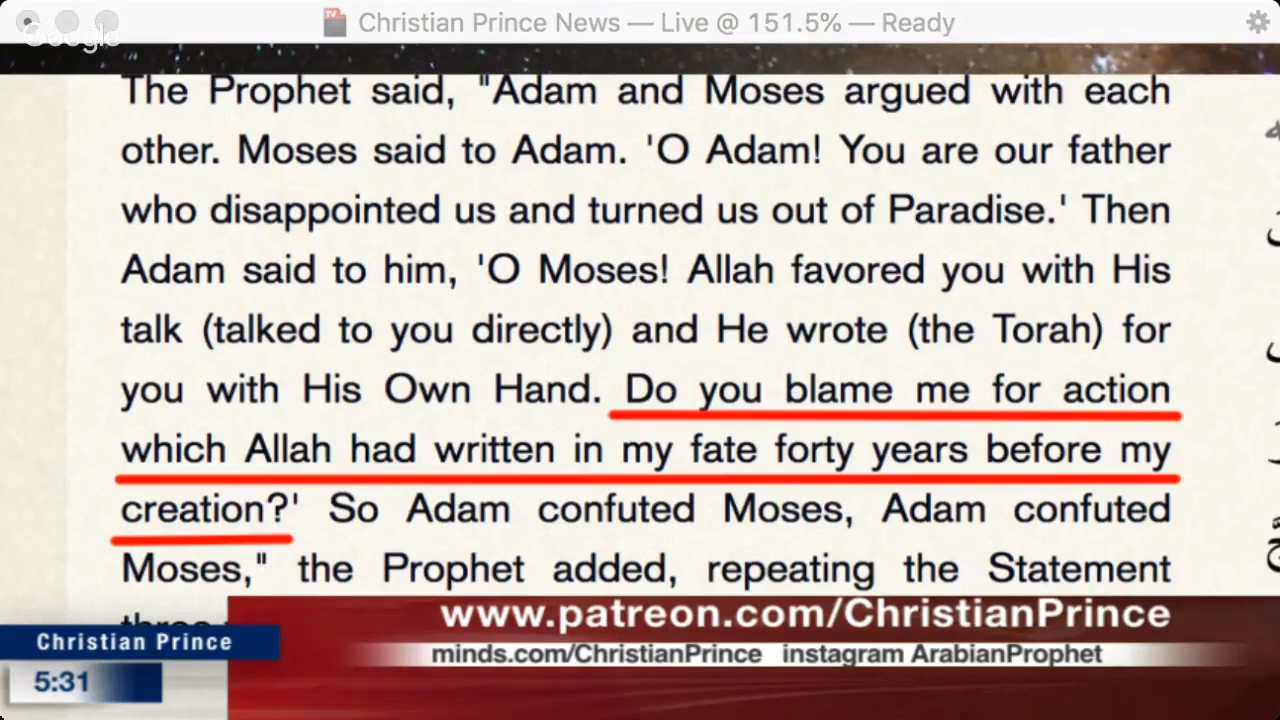 Christian Prince News — Live @ 151.5% — Ready
Google
The Prophet said, "Adam and Moses argued with each
other. Moses said to Adam. 'O Adam! You are our father
who disappointed us and turned us out of Paradise.' Then
Adam said to him, 'O Moses! Allah favored you with His
talk (talked to you directly) and He wrote (the Torah) for
you with His Own Hand. Do you blame me for action
which Allah had written in my fate forty years before my
creation?' So Adam confuted Moses, Adam confuted
Moses," the Prophet added, repeating the Statement
www.patreon.com/ChristianPrince
Christian Prince
minds.com/ChristianPrince instagram ArabianProphet
5:31